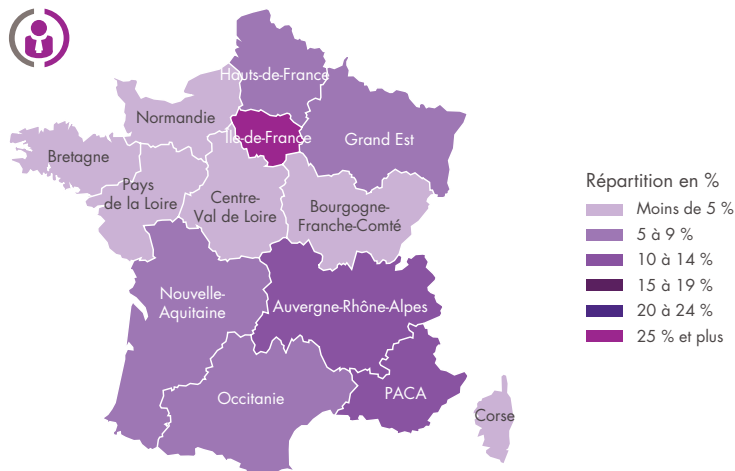 Hauts-de-France
Normandie
Île-de-France
Grand Est
Bretagne
Pays
de la Loire
Centre-
Val de Loire
Bourgogne-
Franche-Comté
Nouvelle-
Aquitaine
Auvergne-Rhône-Alpes
Occitanie
PACA
Corse
Répartition en %
Moins de 5 %
5 à 9 %
10 à 14 %
15 à 19 %
20 à 24 %
25 % et plus